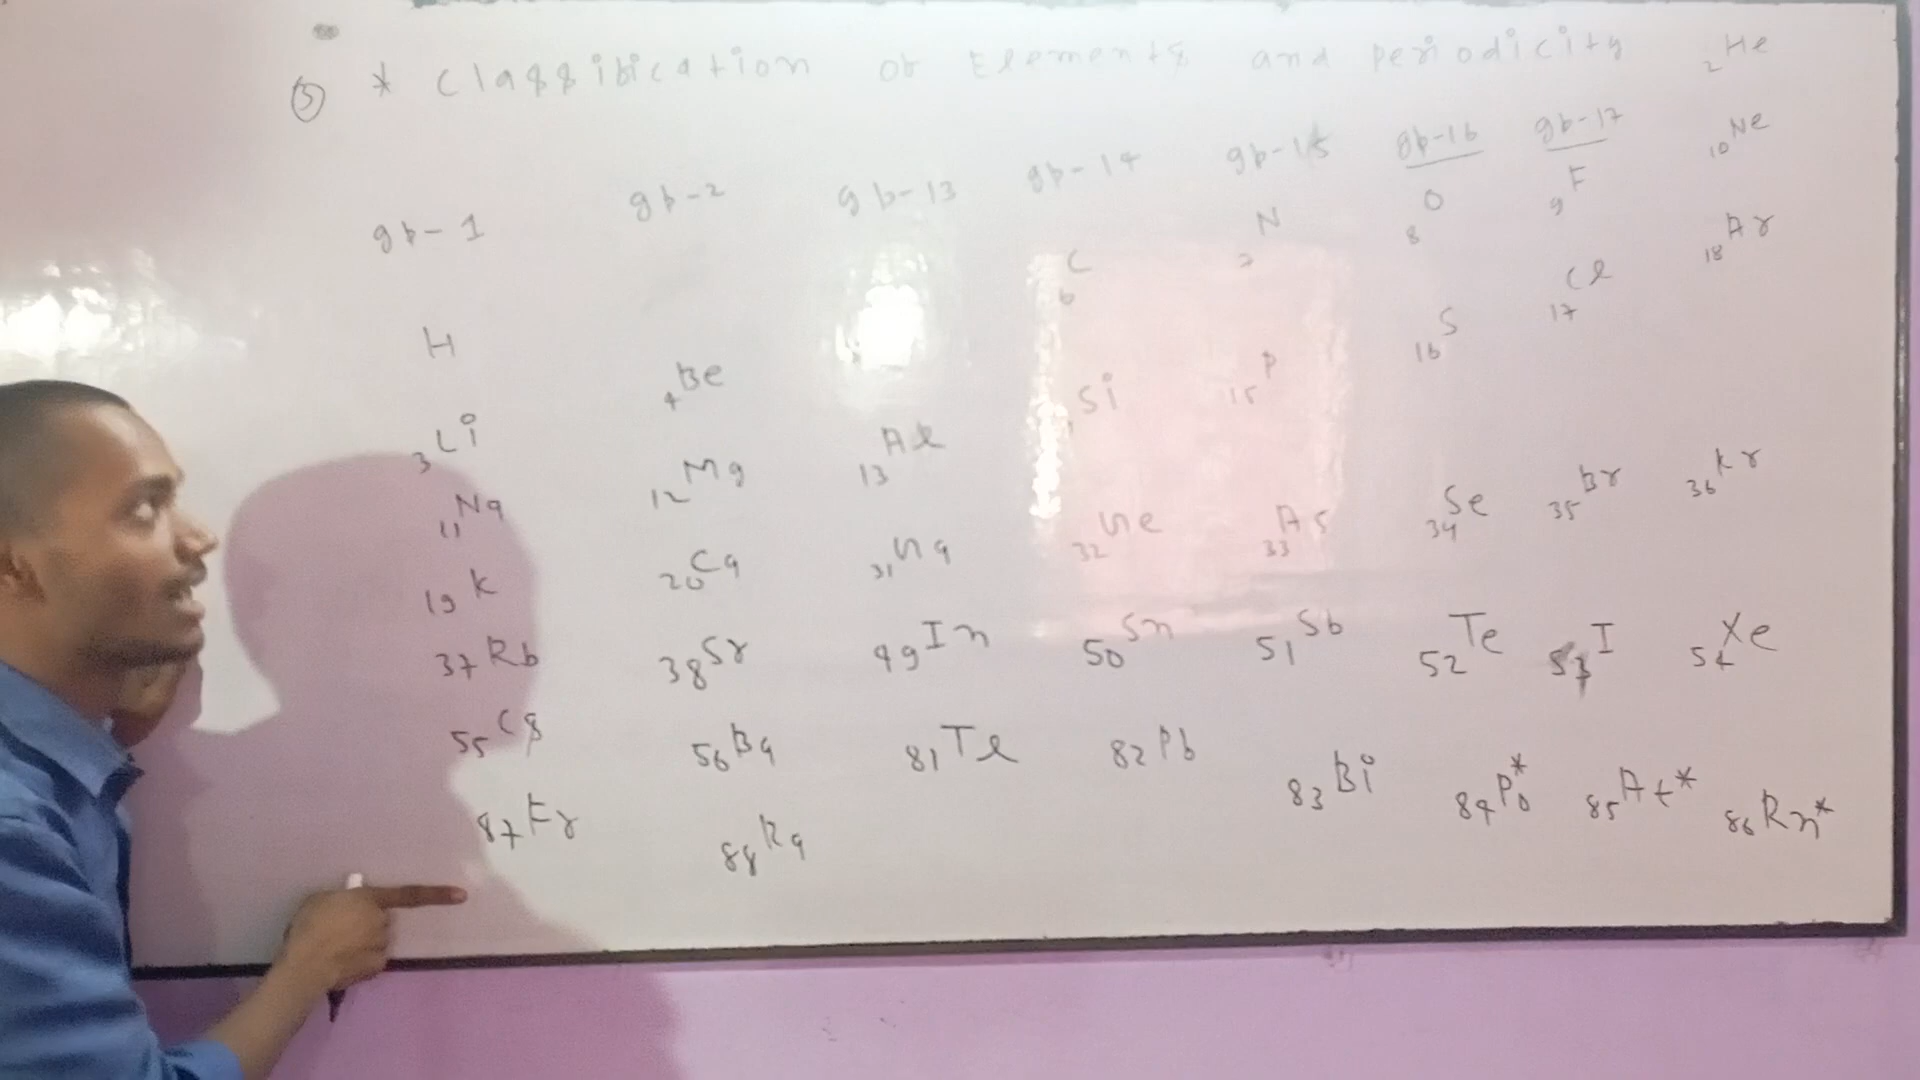 ⑤ * Classification of Elements and periodicity
gp-1 gp-2 gp-13 gp-14 gp-15 gp-16 gp-17 2He
H 6C 7N 8O 9F 10Ne
3Li 4Be Si 15P 16S 17Cl 18Ar
11Na 12Mg 13Al
19K 20Ca 31Ga 32Ge 33As 34Se 35Br 36Kr
37Rb 38Sr 49In 50Sn 51Sb 52Te 53I 54Xe
55Cs 56Ba 81Tl 82Pb 83Bi 84Po* 85At* 86Rn*
87Fr 88Ra